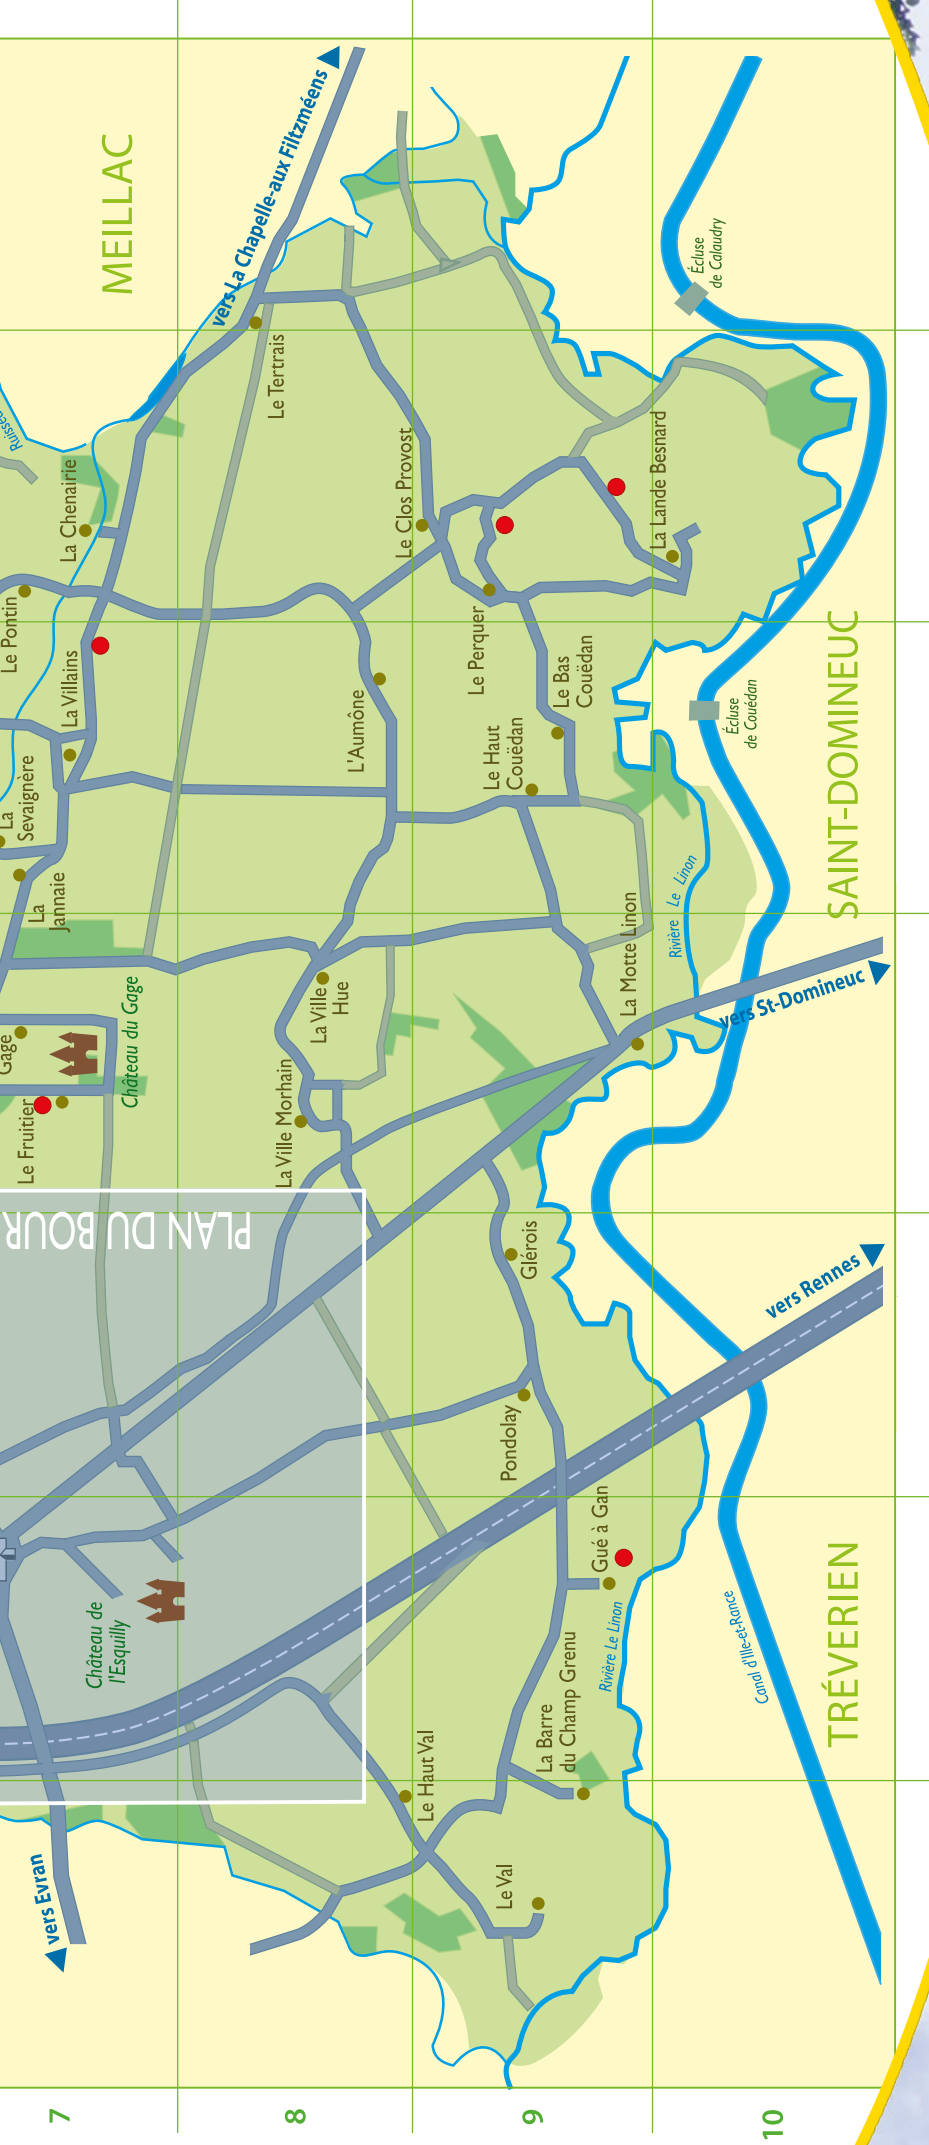 MEILLAC
vers La Chapelle-aux Filtzméens
Écluse
de Calaudry
Le Tertrais
La Chenairie
Le Clos Provost
La Lande Besnard
Le Pontin
La Villains
Le Perquer
Le Bas
Couëdan
L'Aumône
Le Haut
Couëdan
Écluse
de Couédan
SAINT-DOMINEUC
La
Sevaignère
La
Jannaie
Rivière Le Linon
La Motte Linon
vers St-Domineuc
La Ville
Hue
Château du Gage
Gage
La Ville Morhain
Le Fruitier
PLAN DU BOUR
Glérois
vers Rennes
Pondolay
Gué à Gan
Château de
l'Esquilly
Rivière Le Linon
Canal d'Ille-et-Rance
TRÉVERIEN
La Barre
du Champ Grenu
Le Haut Val
Le Val
vers Evran
7
8
9
10